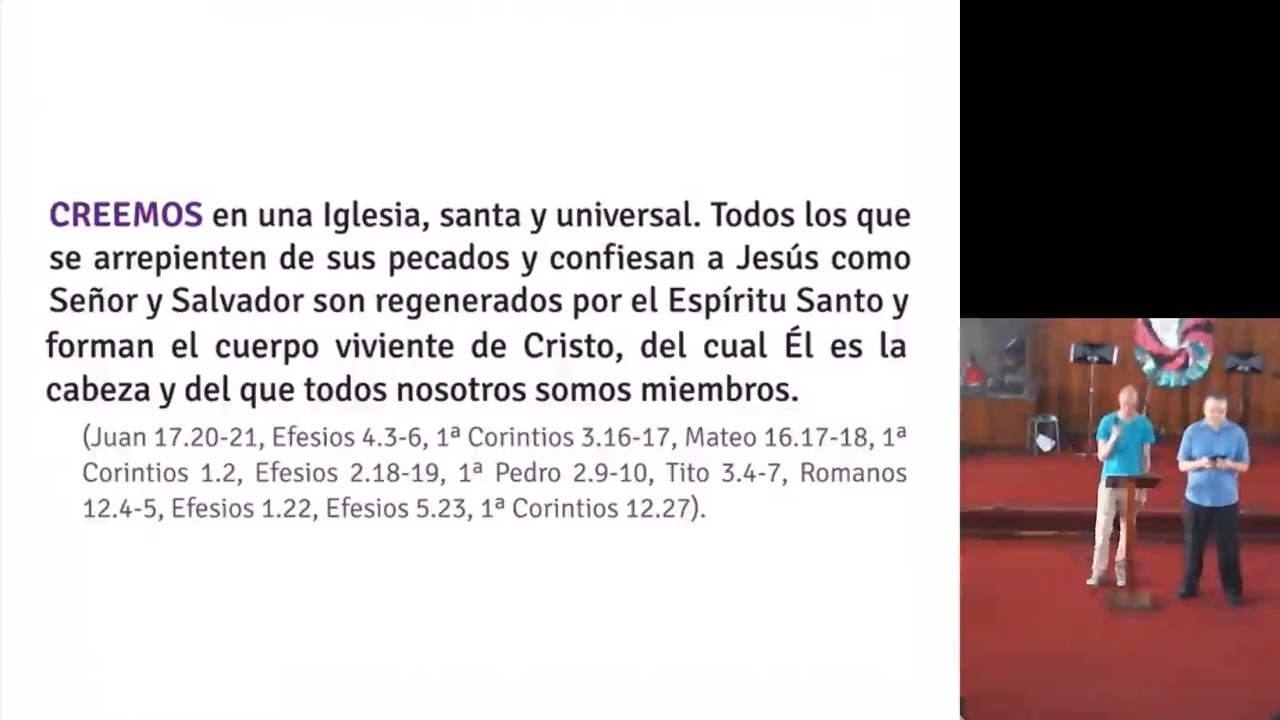 CREEMOS en una Iglesia, santa y universal. Todos los que
se arrepienten de sus pecados y confiesan a Jesús como
Señor y Salvador son regenerados por el Espíritu Santo y
forman el cuerpo viviente de Cristo, del cual Él es la
cabeza y del que todos nosotros somos miembros.
(Juan 17.20-21, Efesios 4.3-6, 1ª Corintios 3.16-17, Mateo 16.17-18, 1ª
Corintios 1.2, Efesios 2.18-19, 1ª Pedro 2.9-10, Tito 3.4-7, Romanos
12.4-5, Efesios 1.22, Efesios 5.23, 1ª Corintios 12.27).